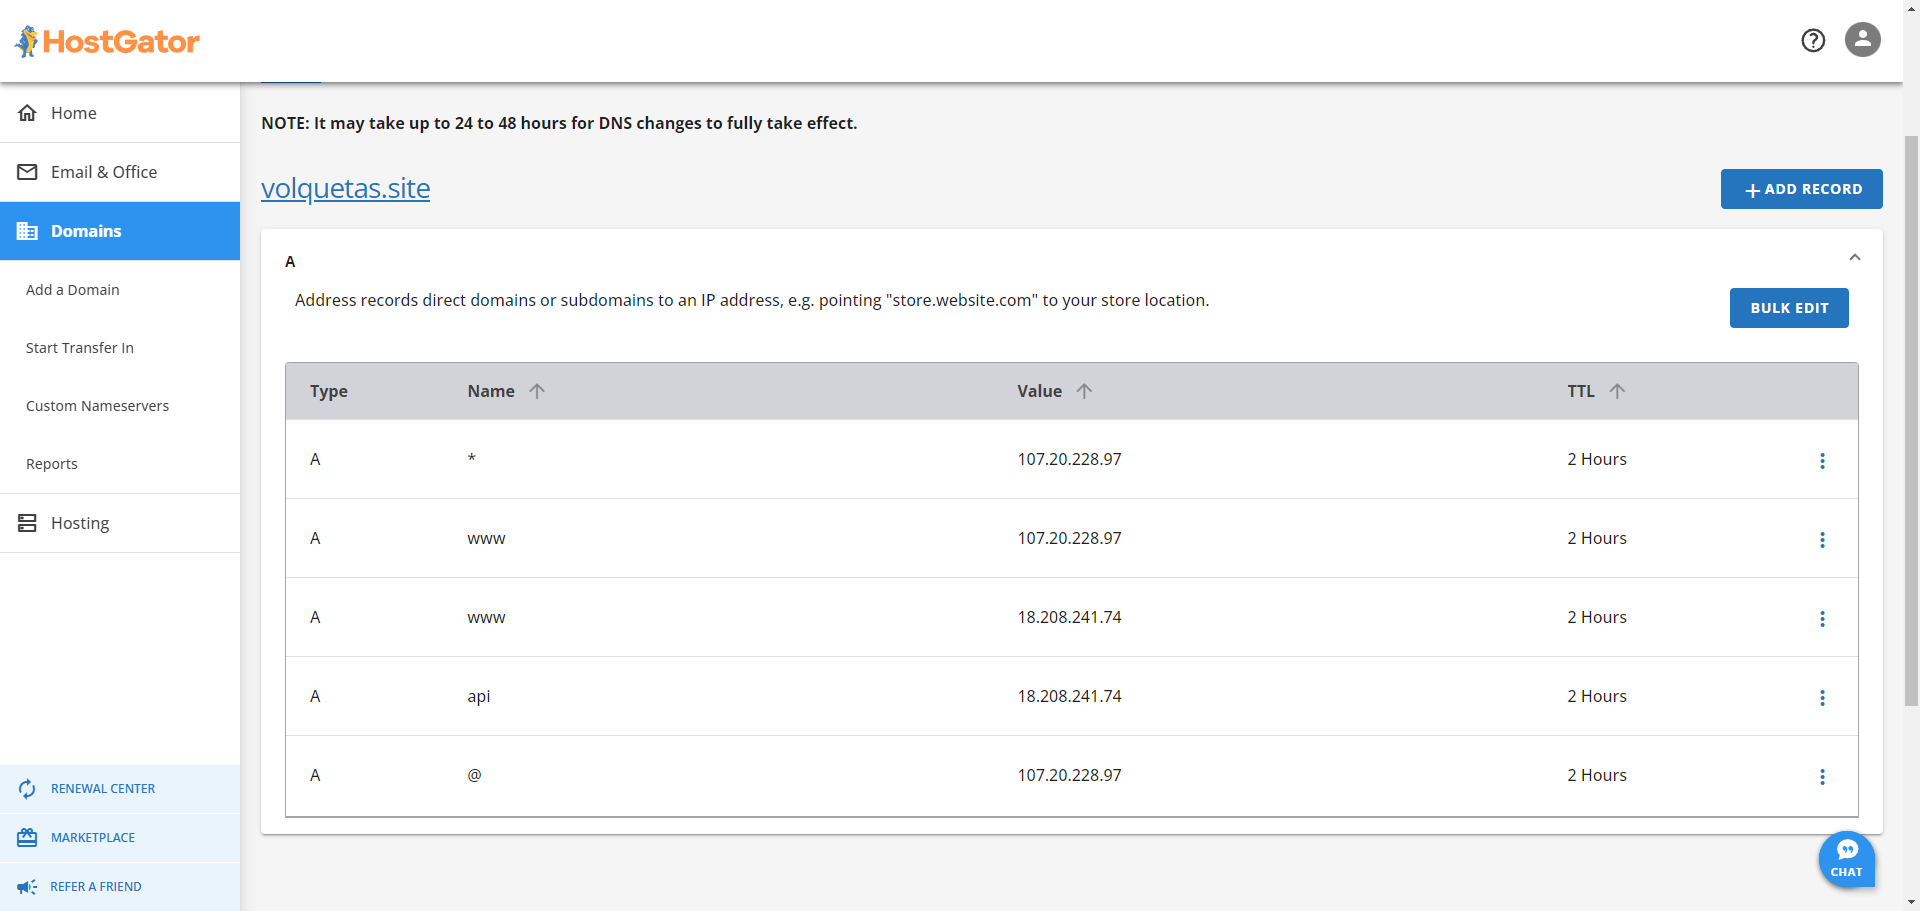 HostGator
Home
Email & Office
Domains
Add a Domain
Start Transfer In
Custom Nameservers
Reports
Hosting
RENEWAL CENTER
MARKETPLACE
REFER A FRIEND
NOTE: It may take up to 24 to 48 hours for DNS changes to fully take effect.
volquetas.site
+ ADD RECORD
A
Address records direct domains or subdomains to an IP address, e.g. pointing "store.website.com" to your store location.
BULK EDIT
Type Name Value TTL
A * 107.20.228.97 2 Hours
A www 107.20.228.97 2 Hours
A www 18.208.241.74 2 Hours
A api 18.208.241.74 2 Hours
A @ 107.20.228.97 2 Hours
CHAT